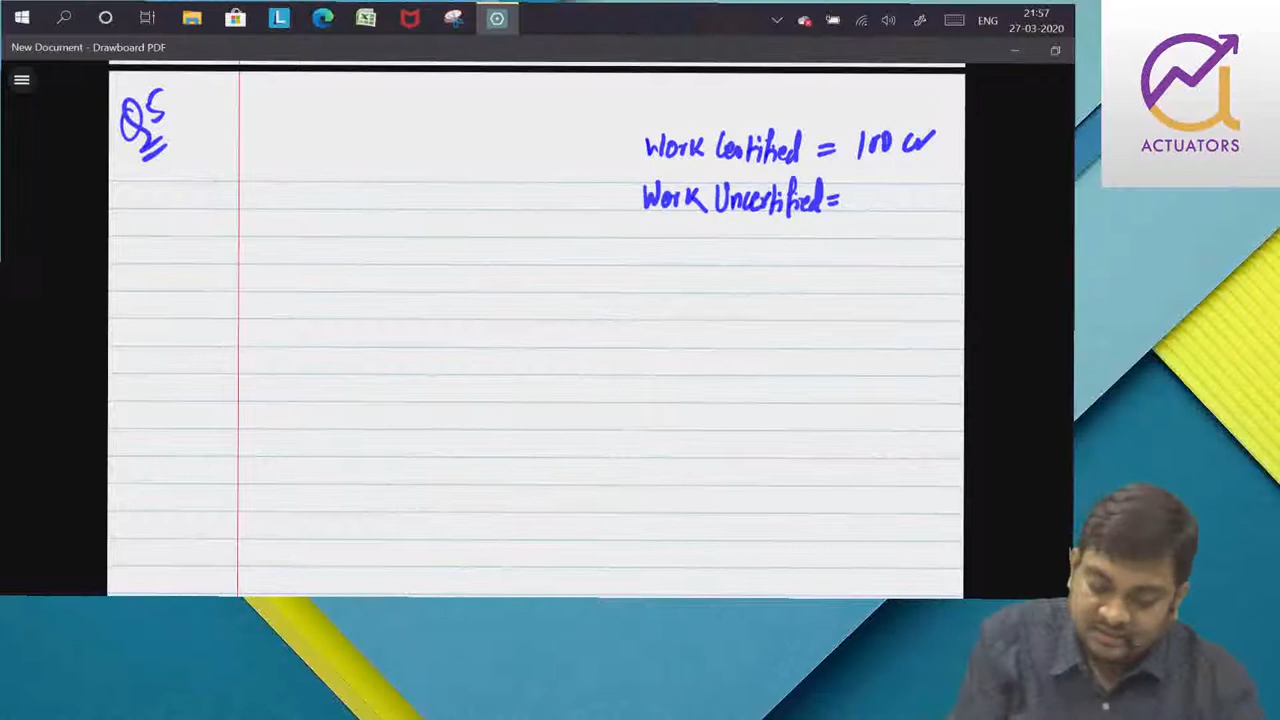 ENG
21:57
27-03-2020
New Document - Drawboard PDF
Q5
Work Certified = 100 cr
Work Uncertified =
ACTUATORS